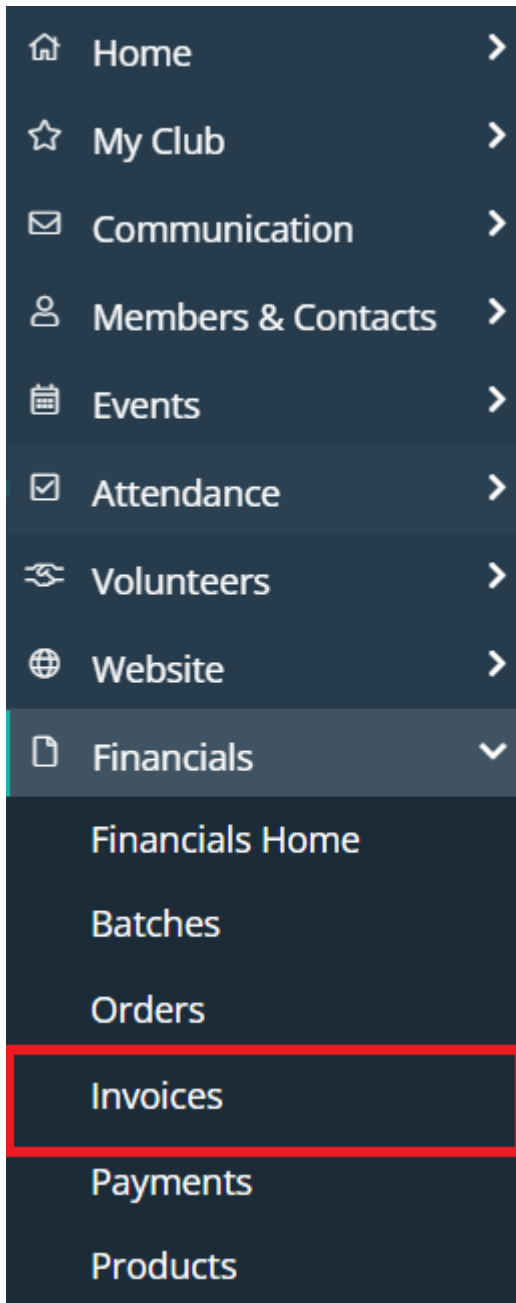 Home
My Club
Communication
Members & Contacts
Events
Attendance
Volunteers
Website
Financials
Financials Home
Batches
Orders
Invoices
Payments
Products